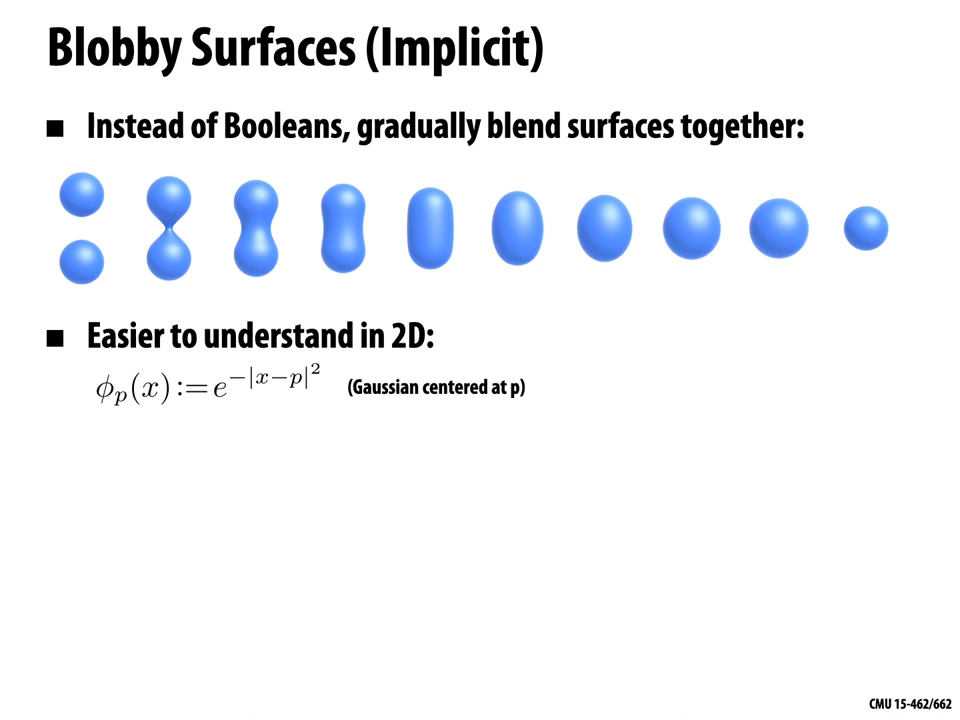 Blobby Surfaces (Implicit)
■ Instead of Booleans, gradually blend surfaces together:
■ Easier to understand in 2D:
$\phi_p(x) := e^{-|x-p|^2}$ (Gaussian centered at p)
CMU 15-462/662